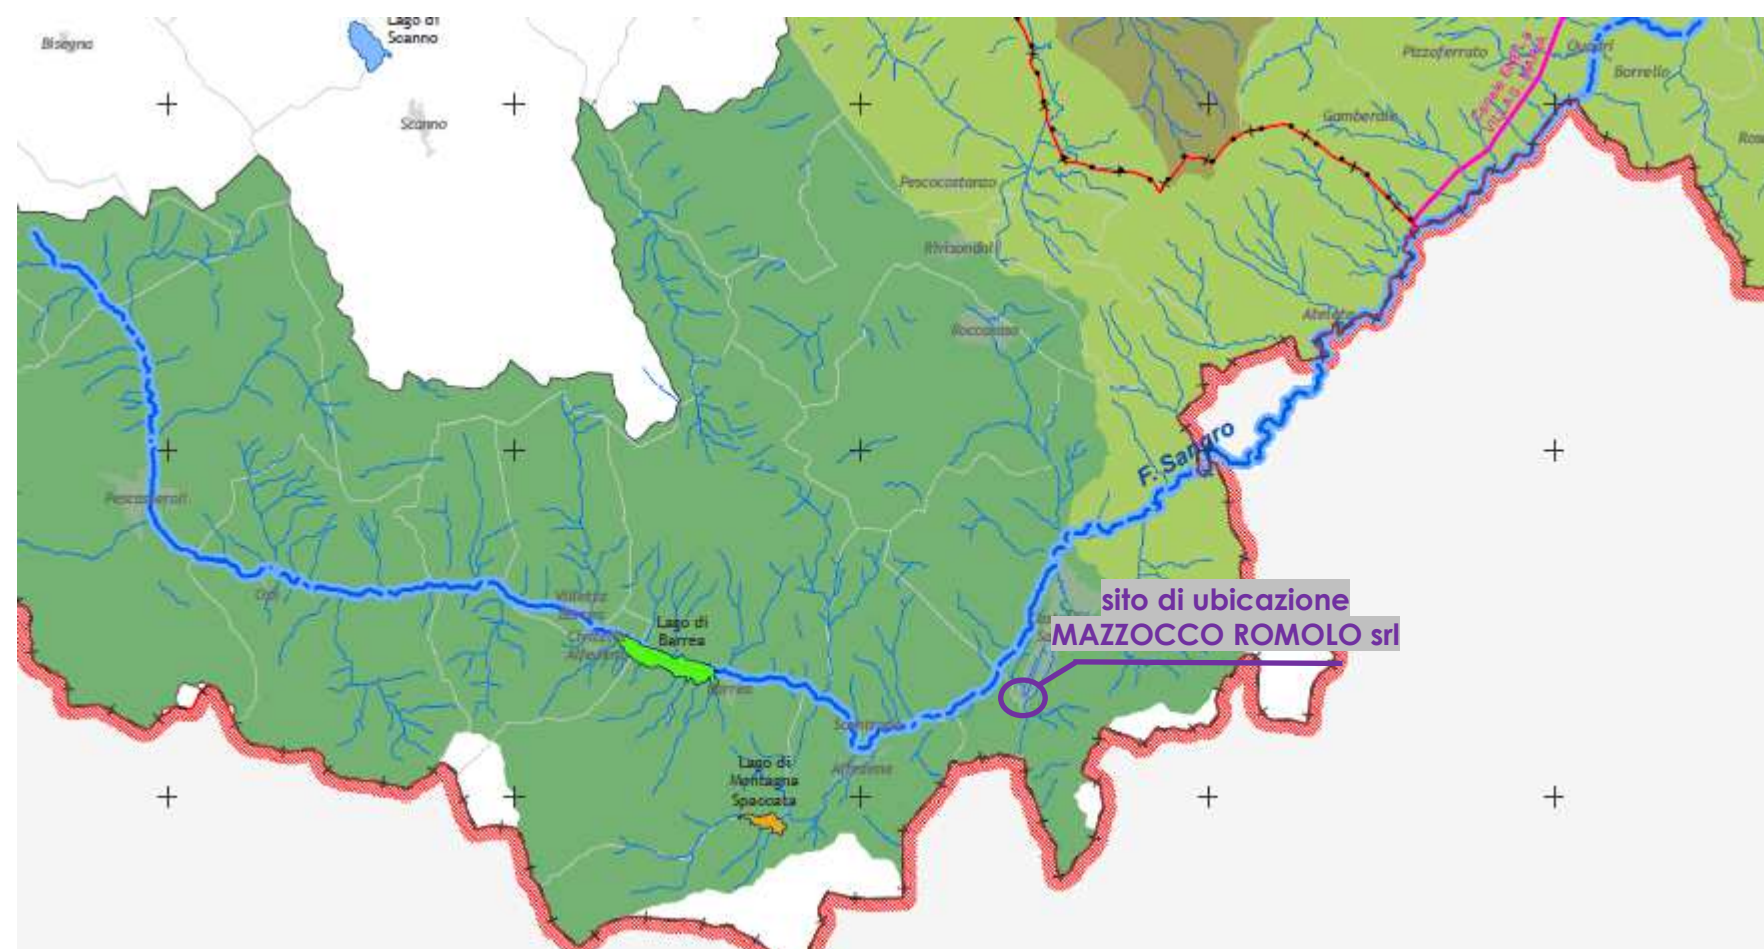 Lago di
Scanno
Bisegna
Scanno
Pizzoferrato
Quadri
Borrello
Gamberale
Pescocostanzo
Rivisondoli
Roccaraso
Ateleta
F. Sangro
Pescasseroli
Opi
Villetta
Barrea
Civitella
Alfedena
Lago di
Barrea
Barrea
sito di ubicazione
MAZZOCCO ROMOLO srl
Scontrone
Alfedena
Lago di
Montagna
Spaccata